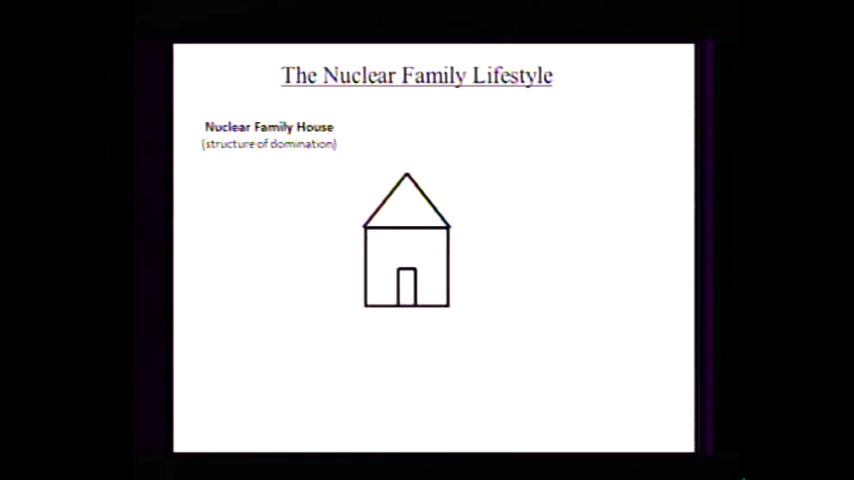 The Nuclear Family Lifestyle
Nuclear Family House
(structure of domination)